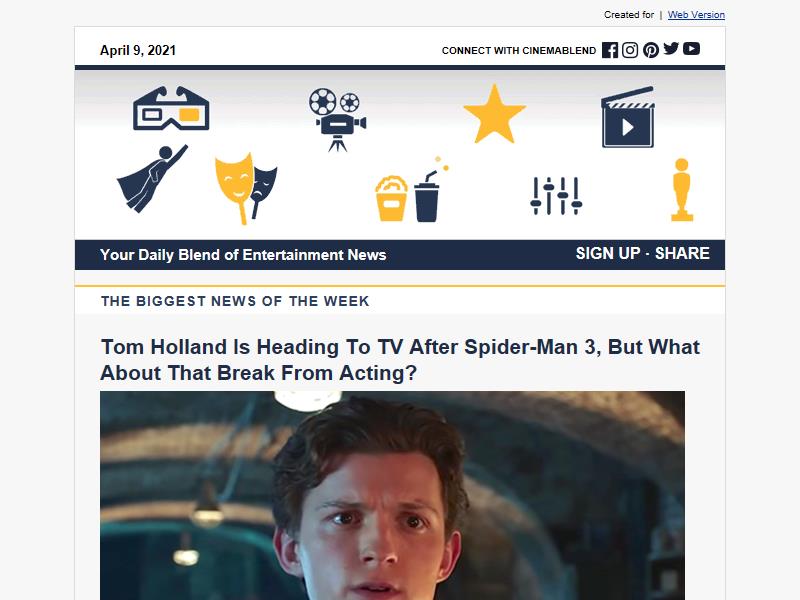 Created for | Web Version
April 9, 2021
CONNECT WITH CINEMABLEND
Your Daily Blend of Entertainment News
SIGN UP · SHARE
THE BIGGEST NEWS OF THE WEEK
Tom Holland Is Heading To TV After Spider-Man 3, But What
About That Break From Acting?